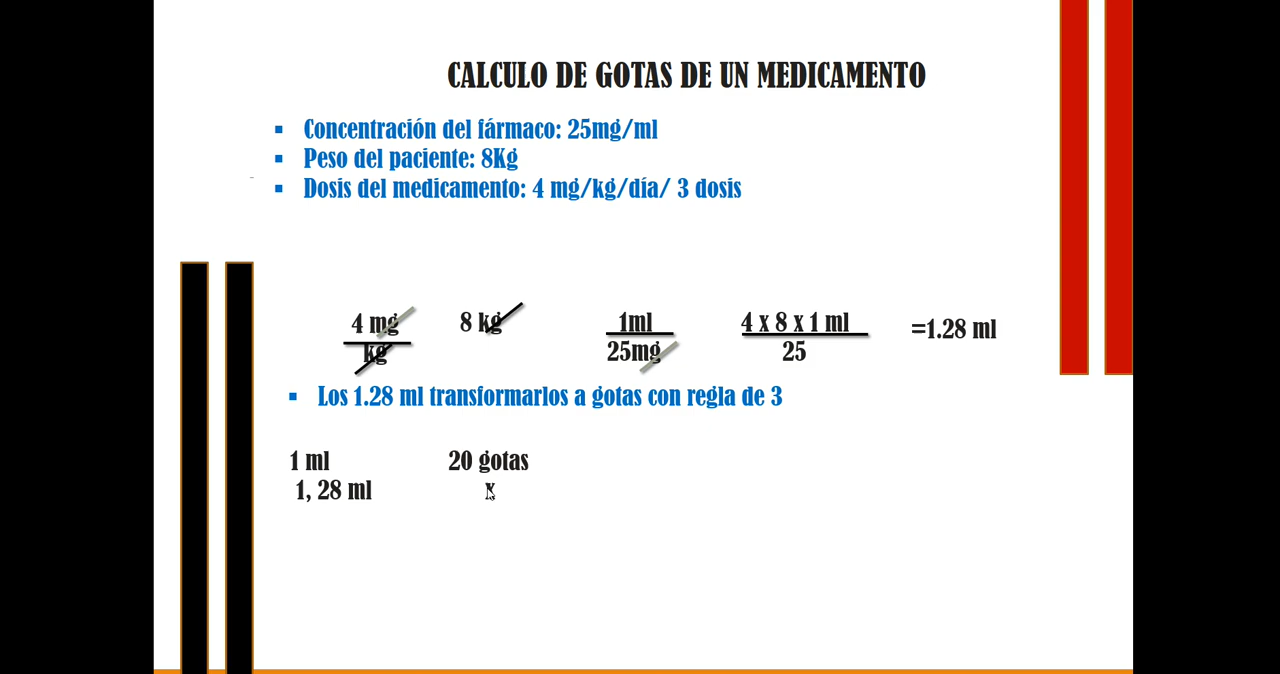 CALCULO DE GOTAS DE UN MEDICAMENTO
▪ Concentración del fármaco: 25mg/ml
▪ Peso del paciente: 8Kg
▪ Dosis del medicamento: 4 mg/kg/día/ 3 dosis
4 mg 8 kg 1ml 4 x 8 x 1 ml =1.28 ml
kg 25mg 25
▪ Los 1.28 ml transformarlos a gotas con regla de 3
1 ml 20 gotas
1, 28 ml x